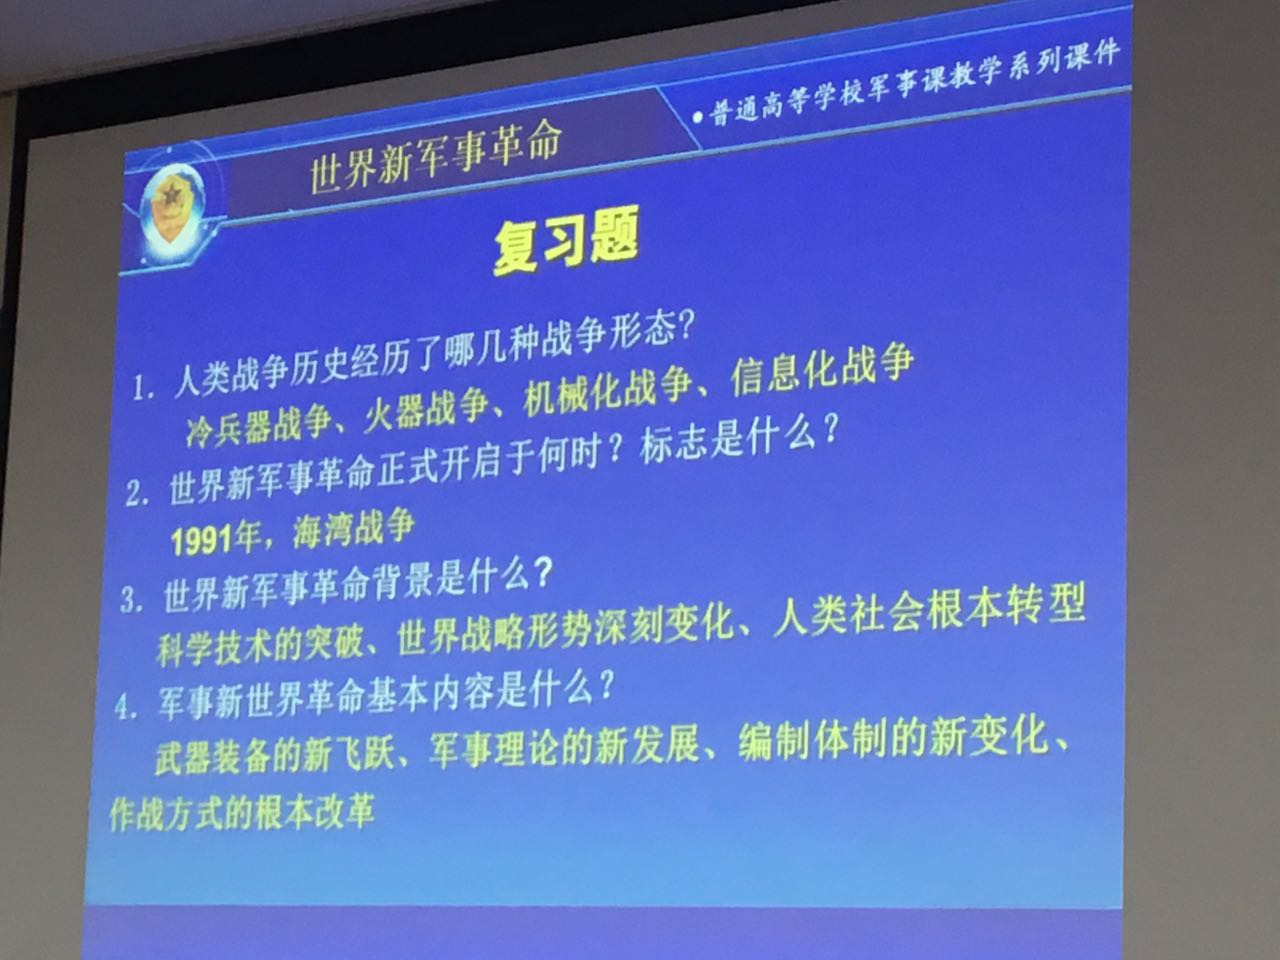 •普通高等学校军事课教学系列课件
世界新军事革命
复习题
1. 人类战争历史经历了哪几种战争形态?
冷兵器战争、火器战争、机械化战争、信息化战争
2. 世界新军事革命正式开启于何时？标志是什么？
1991年，海湾战争
3. 世界新军事革命背景是什么?
科学技术的突破、世界战略形势深刻变化、人类社会根本转型
4. 军事新世界革命基本内容是什么？
武器装备的新飞跃、军事理论的新发展、编制体制的新变化、
作战方式的根本改革